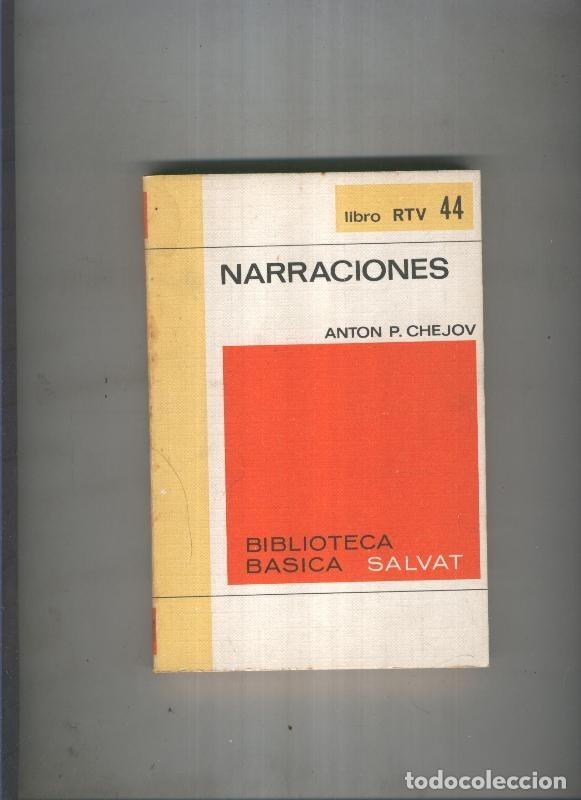 libro RTV 44
NARRACIONES
ANTON P. CHEJOV
BIBLIOTECA
BASICA SALVAT
todocoleccion